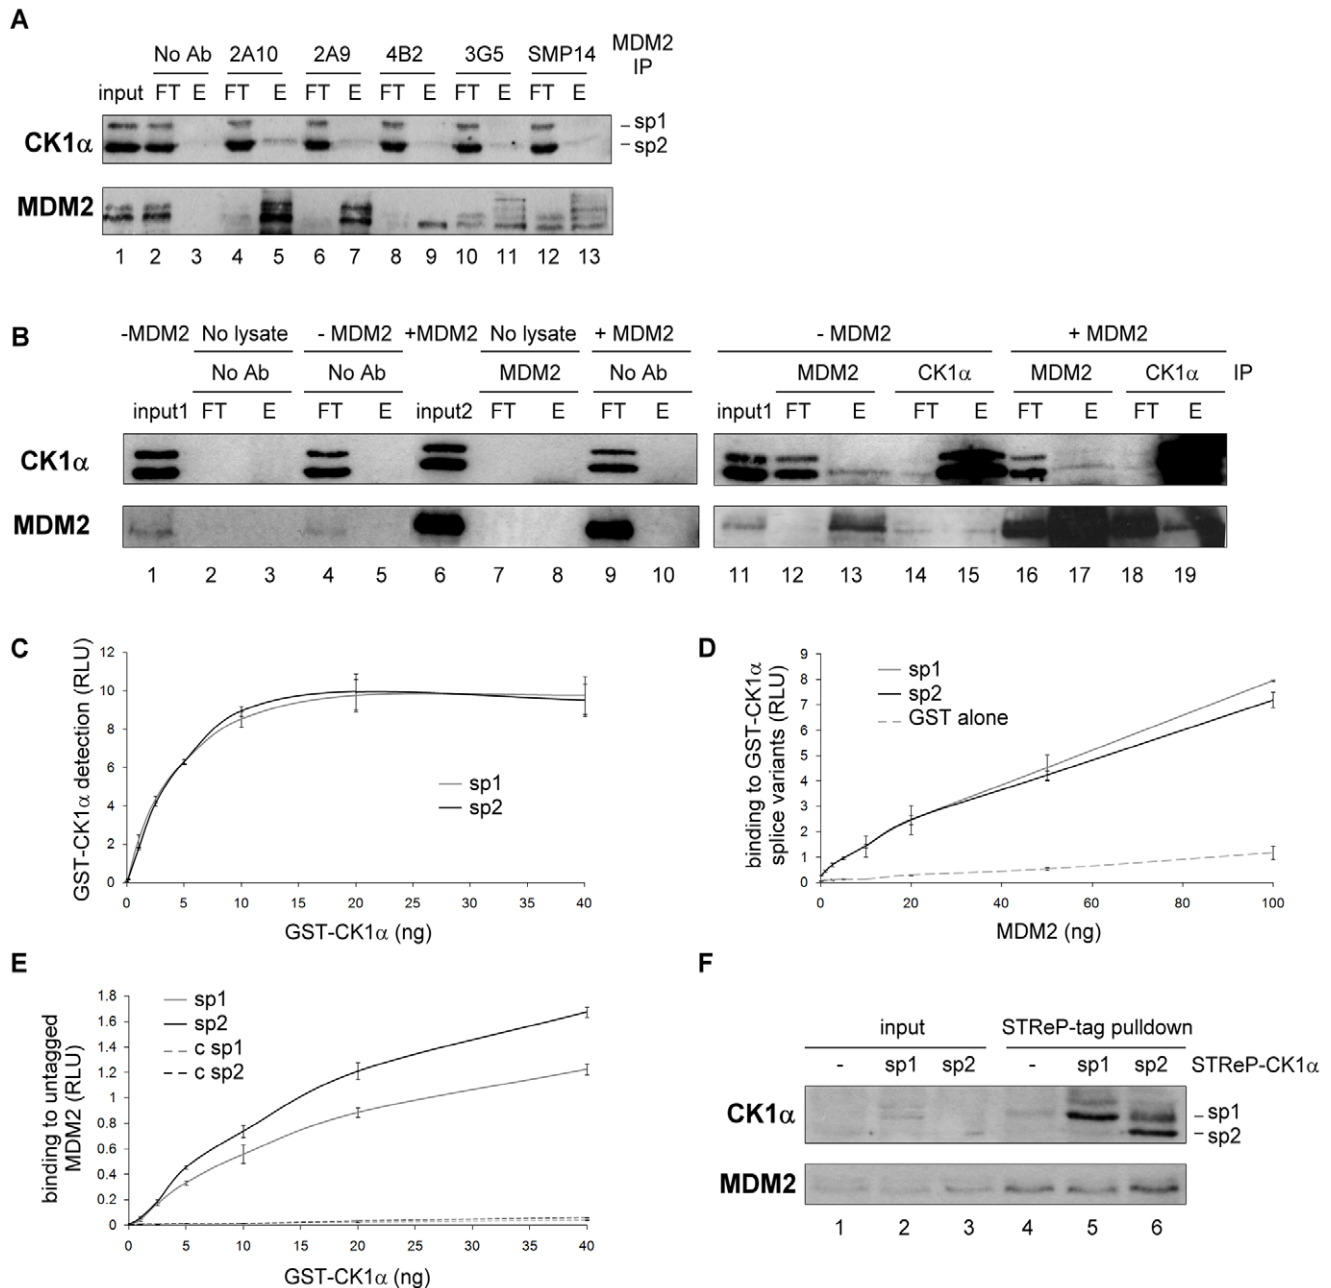 A
No Ab 2A10 2A9 4B2 3G5 SMP14 MDM2
IP
input FT E FT E FT E FT E FT E FT E
CK1α
sp1
sp2
MDM2
1 2 3 4 5 6 7 8 9 10 11 12 13
B
-MDM2 No lysate - MDM2 +MDM2 No lysate + MDM2 - MDM2 + MDM2
No Ab No Ab MDM2 No Ab MDM2 CK1α MDM2 CK1α IP
input1 FT E FT E input2 FT E FT E input1 FT E FT E FT E FT E
CK1α
MDM2
1 2 3 4 5 6 7 8 9 10 11 12 13 14 15 16 17 18 19
C
GST-CK1α detection (RLU)
12
10
8
6
4
2
0
0 5 10 15 20 25 30 35 40
GST-CK1α (ng)
sp1
sp2
D
binding to GST-CK1α
splice variants (RLU)
9
8
7
6
5
4
3
2
1
0
0 20 40 60 80 100
MDM2 (ng)
sp1
sp2
GST alone
E
binding to untagged
MDM2 (RLU)
1.8
1.6
1.4
1.2
1
0.8
0.6
0.4
0.2
0
0 5 10 15 20 25 30 35 40
GST-CK1α (ng)
sp1
sp2
c sp1
c sp2
F
input STReP-tag pulldown
- sp1 sp2 - sp1 sp2 STReP-CK1α
CK1α
sp1
sp2
MDM2
1 2 3 4 5 6